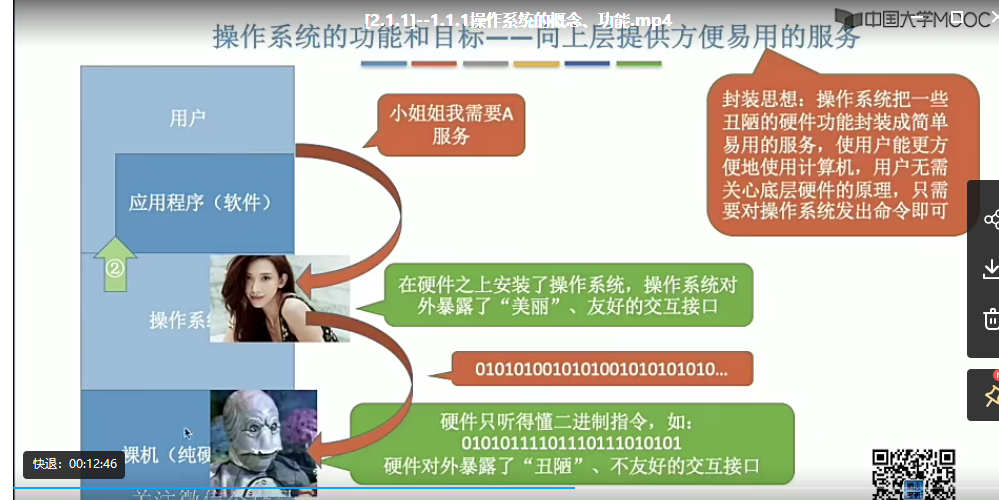 [2.1.1]--1.1.1操作系统的概念、功能.mp4
中国大学MOOC
操作系统的功能和目标——向上层提供方便易用的服务
用户
小姐姐我需要A
服务
封装思想：操作系统把一些
丑陋的硬件功能封装成简单
易用的服务，使用户能更方
便地使用计算机，用户无需
关心底层硬件的原理，只需
要对操作系统发出命令即可
应用程序（软件）
②
在硬件之上安装了操作系统，操作系统对
外暴露了“美丽”、友好的交互接口
操作系
0101010010101001010101010...
硬件只听得懂二进制指令，如：
01010111101110111010101
硬件对外暴露了“丑陋”、不友好的交互接口
裸机（纯硬
快退：00:12:46